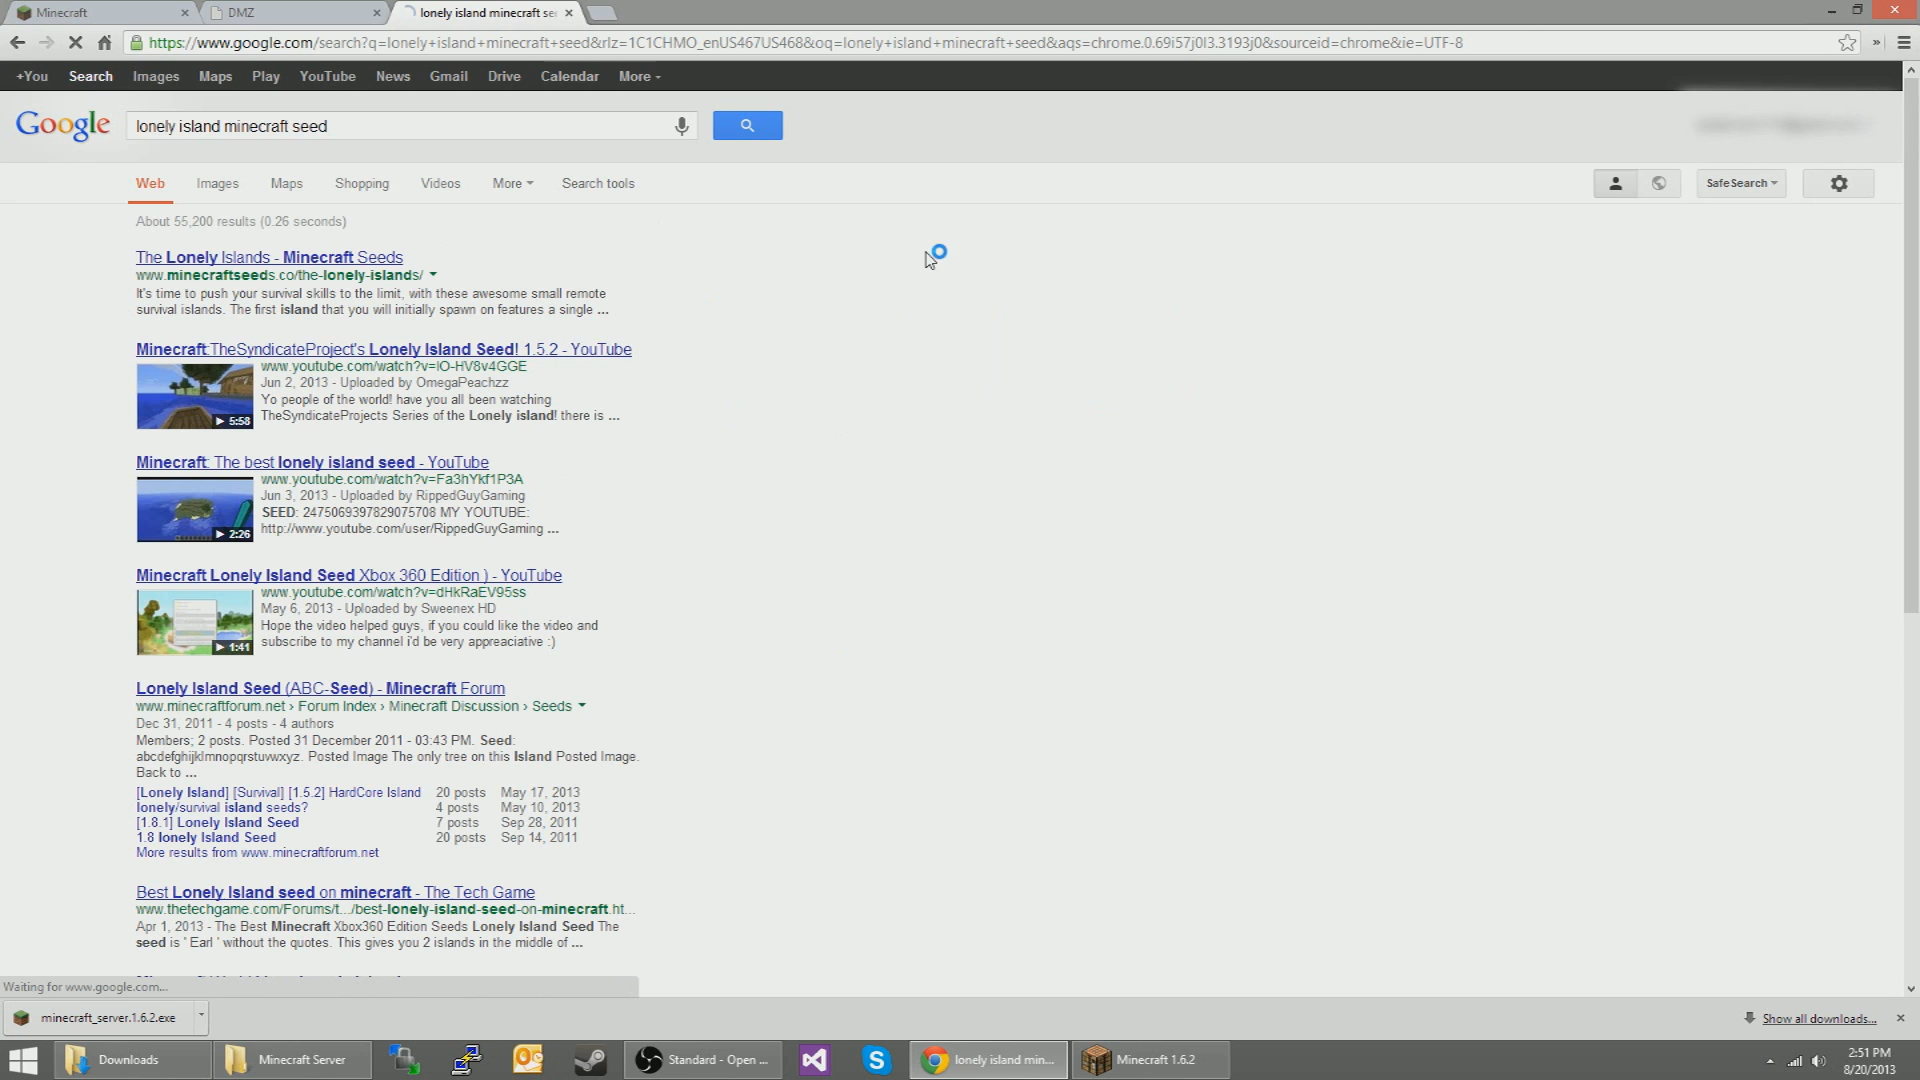 Minecraft
DMZ
lonely island minecraft se
https://www.google.com/search?q=lonely+island+minecraft+seed&rlz=1C1CHMO_enUS467US468&oq=lonely+island+minecraft+seed&aqs=chrome.0.69i57j0l3.3193j0&sourceid=chrome&ie=UTF-8
+You Search Images Maps Play YouTube News Gmail Drive Calendar More
Google
lonely island minecraft seed
Web Images Maps Shopping Videos More Search tools
SafeSearch
About 55,200 results (0.26 seconds)
The Lonely Islands - Minecraft Seeds
www.minecraftseeds.co/the-lonely-islands/
It's time to push your survival skills to the limit, with these awesome small remote
survival islands. The first island that you will initially spawn on features a single ...
Minecraft:TheSyndicateProject's Lonely Island Seed! 1.5.2 - YouTube
www.youtube.com/watch?v=IO-HV8v4GGE
Jun 2, 2013 - Uploaded by OmegaPeachzz
Yo people of the world! have you all been watching
TheSyndicateProjects Series of the Lonely island! there is ...
5:58
Minecraft: The best lonely island seed - YouTube
www.youtube.com/watch?v=Fa3hYkf1P3A
Jun 3, 2013 - Uploaded by RippedGuyGaming
SEED: 2475069397829075708 MY YOUTUBE:
http://www.youtube.com/user/RippedGuyGaming ...
2:26
Minecraft Lonely Island Seed Xbox 360 Edition ) - YouTube
www.youtube.com/watch?v=dHkRaEV95ss
May 6, 2013 - Uploaded by Sweenex HD
Hope the video helped guys, if you could like the video and
subscribe to my channel i'd be very appreaciative :)
1:41
Lonely Island Seed (ABC-Seed) - Minecraft Forum
www.minecraftforum.net › Forum Index › Minecraft Discussion › Seeds
Dec 31, 2011 - 4 posts - 4 authors
Members; 2 posts. Posted 31 December 2011 - 03:43 PM. Seed:
abcdefghijklmnopqrstuvwxyz. Posted Image The only tree on this Island Posted Image.
Back to ...
[Lonely Island] [Survival] [1.5.2] HardCore Island 20 posts May 17, 2013
lonely/survival island seeds? 4 posts May 10, 2013
[1.8.1] Lonely Island Seed 7 posts Sep 28, 2011
1.8 lonely Island Seed 20 posts Sep 14, 2011
More results from www.minecraftforum.net
Best Lonely Island seed on minecraft - The Tech Game
www.thetechgame.com/Forums/t.../best-lonely-island-seed-on-minecraft.ht...
Apr 1, 2013 - The Best Minecraft Xbox360 Edition Seeds Lonely Island Seed The
seed is ' Earl ' without the quotes. This gives you 2 islands in the middle of ...
Waiting for www.google.com...
minecraft_server.1.6.2.exe
Show all downloads...
Downloads
Minecraft Server
Standard - Open ...
lonely island min...
Minecraft 1.6.2
2:51 PM
8/20/2013